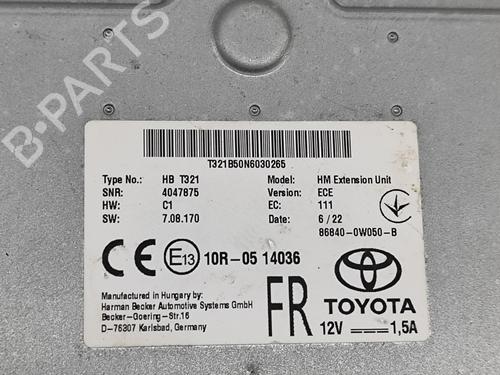 B-PARTS
T321B50N6030265
Type No.: HB T321 Model: HM Extension Unit
SNR: 4047875 Version: ECE
HW: C1 EC: 111
SW: 7.08.170 Date: 6 / 22
86840-0W050-B
CE E13 10R-05 14036
Manufactured in Hungary by:
Harman Becker Automotive Systems GmbH
Becker-Goering-Str.16
D-76307 Karlsbad, Germany
FR
TOYOTA
12V 1,5A